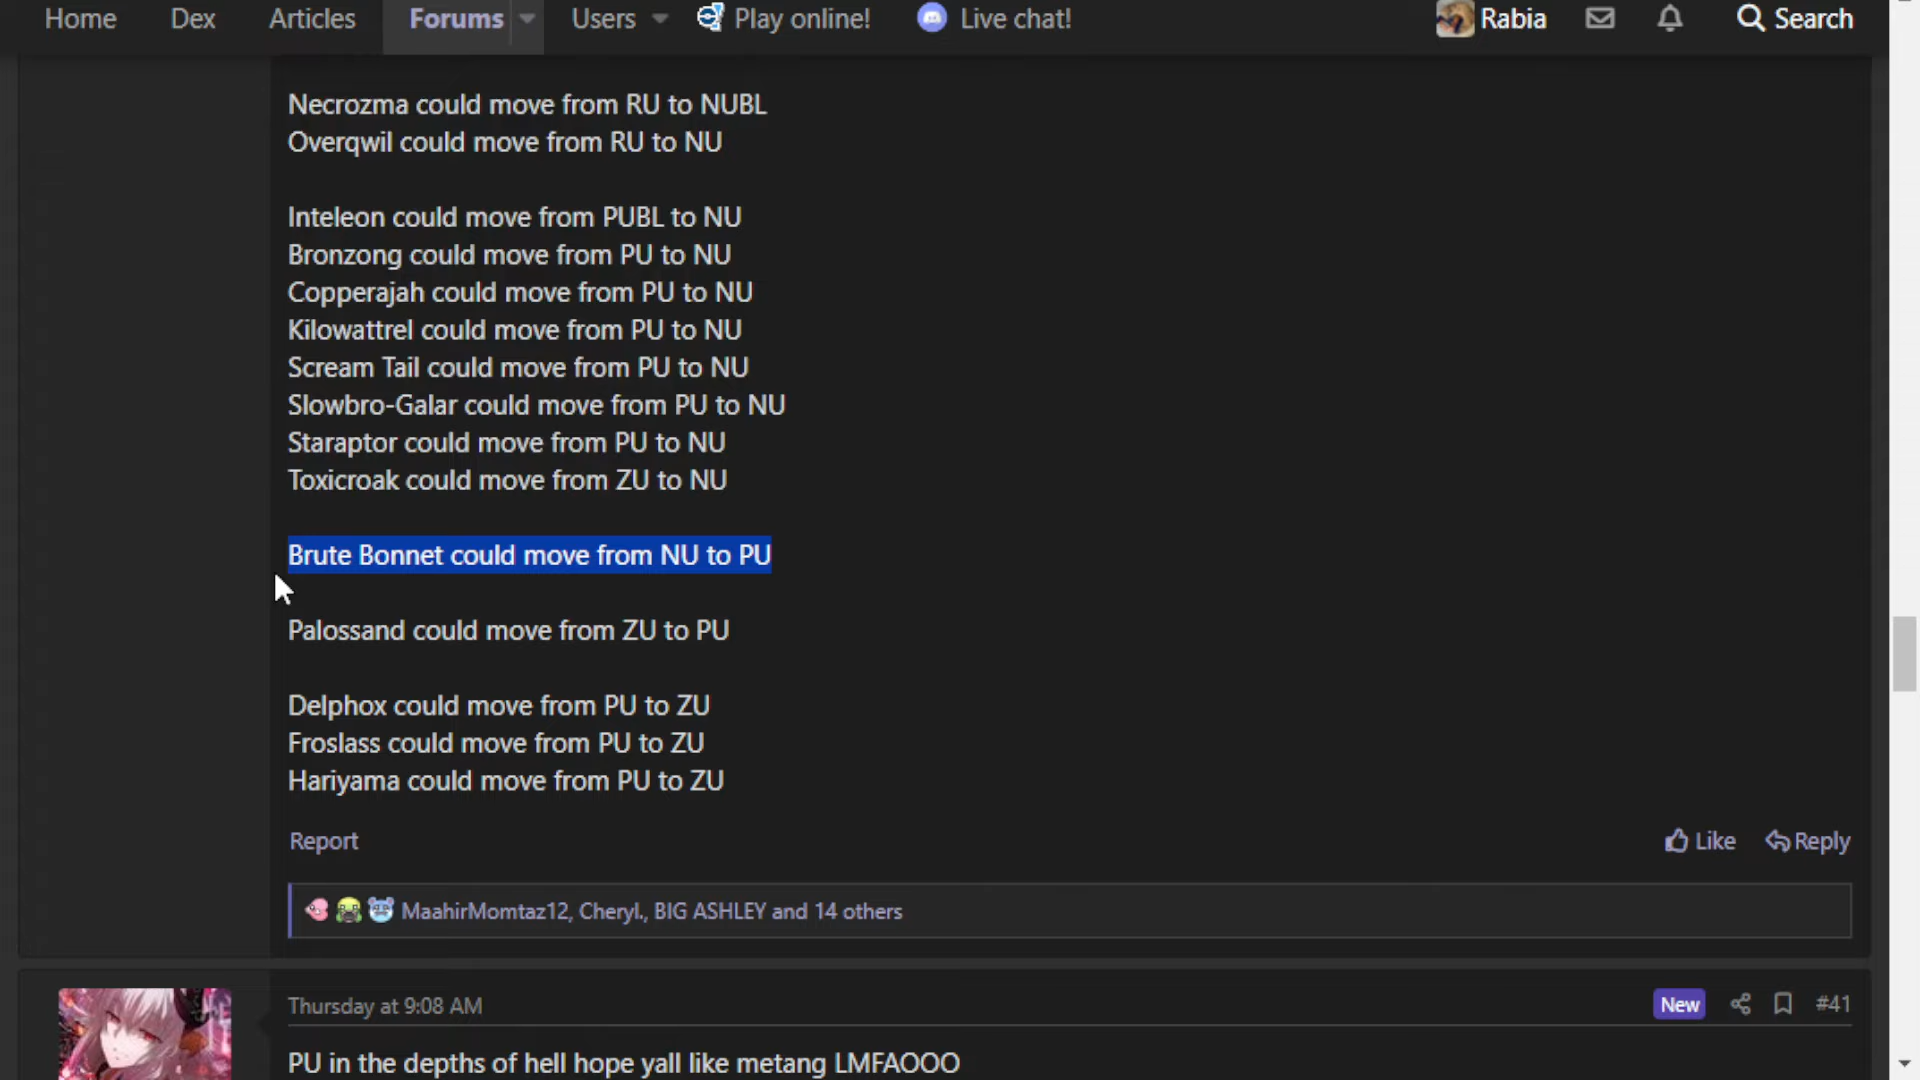 Home Dex Articles Forums Users Play online! Live chat! Rabia Search
Necrozma could move from RU to NUBL
Overqwil could move from RU to NU
Inteleon could move from PUBL to NU
Bronzong could move from PU to NU
Copperajah could move from PU to NU
Kilowattrel could move from PU to NU
Scream Tail could move from PU to NU
Slowbro-Galar could move from PU to NU
Staraptor could move from PU to NU
Toxicroak could move from ZU to NU
Brute Bonnet could move from NU to PU
Palossand could move from ZU to PU
Delphox could move from PU to ZU
Froslass could move from PU to ZU
Hariyama could move from PU to ZU
Report Like Reply
MaahirMomtaz12, Cheryl., BIG ASHLEY and 14 others
Thursday at 9:08 AM New #41
PU in the depths of hell hope yall like metang LMFAOOO